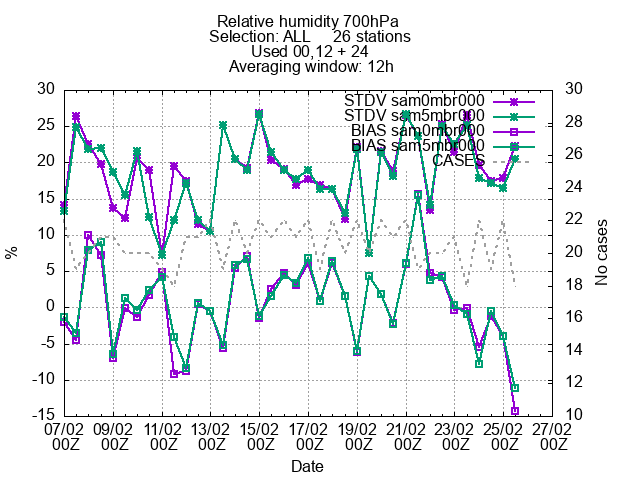 Relative humidity 700hPa
Selection: ALL 26 stations
Used 00,12 + 24
Averaging window: 12h
STDV sam0mbr000
STDV sam5mbr000
BIAS sam0mbr000
BIAS sam5mbr000
CASES
30
25
20
15
10
5
0
-5
-10
-15
%
30
28
26
24
22
20
18
16
14
12
10
No cases
07/02 09/02 11/02 13/02 15/02 17/02 19/02 21/02 23/02 25/02 27/02
00Z 00Z 00Z 00Z 00Z 00Z 00Z 00Z 00Z 00Z 00Z
Date